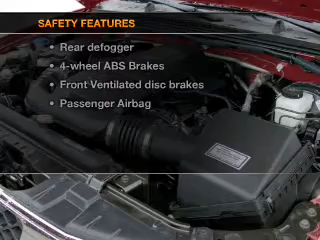 SAFETY FEATURES
• Rear defogger
• 4-wheel ABS Brakes
• Front Ventilated disc brakes
• Passenger Airbag